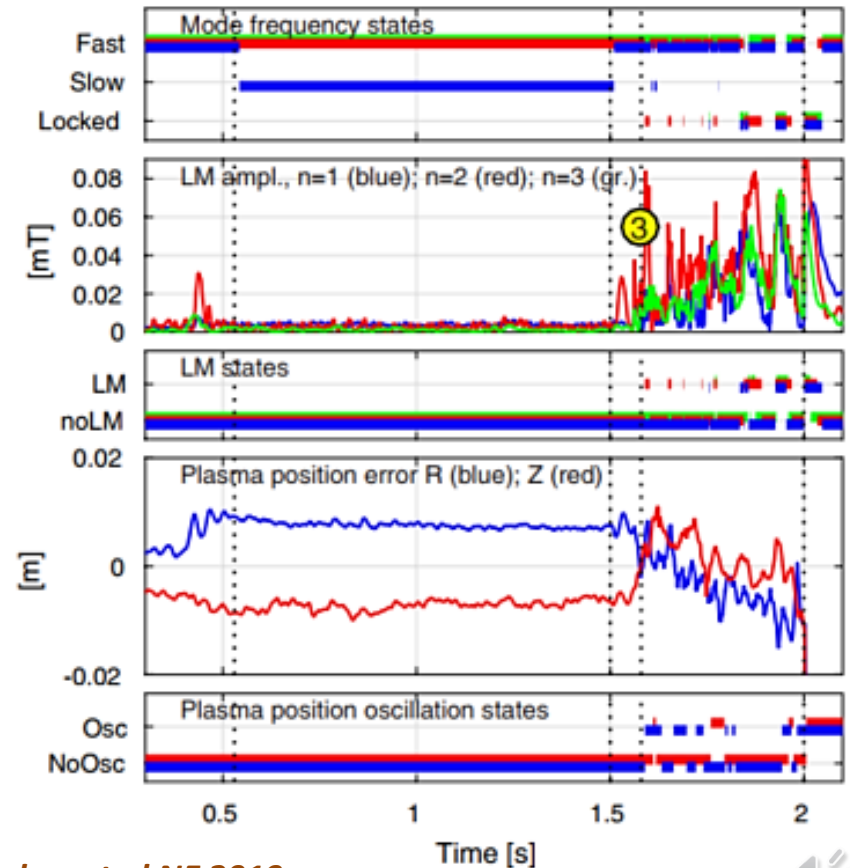 Mode frequency states
Fast
Slow
Locked
LM ampl., n=1 (blue); n=2 (red); n=3 (gr.)
0.08
0.06
0.04
0.02
0
[mT]
3
LM states
LM
noLM
Plasma position error R (blue); Z (red)
0.02
0
-0.02
[m]
Plasma position oscillation states
Osc
NoOsc
0.5 1 1.5 2
Time [s]